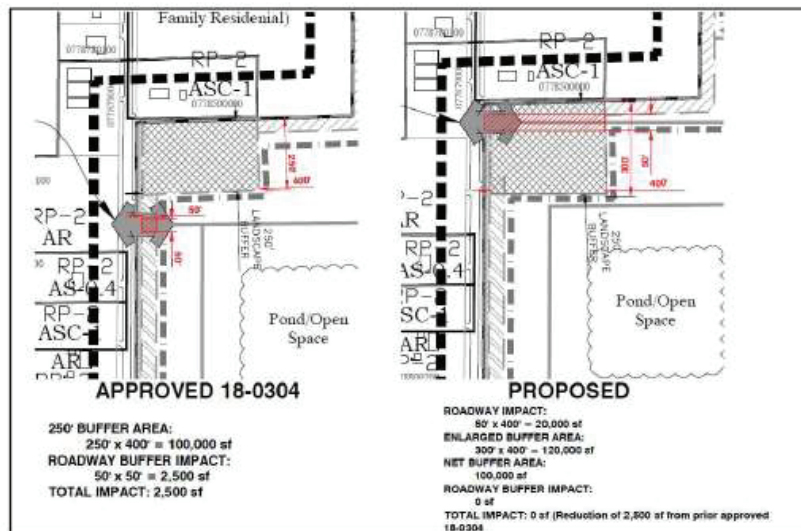 Family Residenial)
0778780100
RP-2
ASC-1
0778500000
250'
400'
50'
50'
RP-2
AR
250'
LANDSCAPE
BUFFER
RP-2
AS-0.4
RP-2
ASC-1
AR
RP-2
Pond/Open
Space
APPROVED 18-0304
250' BUFFER AREA:
250' x 400' = 100,000 sf
ROADWAY BUFFER IMPACT:
50' x 50' = 2,500 sf
TOTAL IMPACT: 2,500 sf
RP-2
ASC-1
0778500000
300'
50'
400'
RP-2
AR
250'
LANDSCAPE
BUFFER
RP-2
AS-0.4
RP-2
ASC-1
AR
RP-2
Pond/Open
Space
PROPOSED
ROADWAY IMPACT:
50' x 400' = 20,000 sf
ENLARGED BUFFER AREA:
300' x 400' = 120,000 sf
NET BUFFER AREA:
100,000 sf
ROADWAY BUFFER IMPACT:
0 sf
TOTAL IMPACT: 0 sf (Reduction of 2,500 sf from prior approved
18-0304